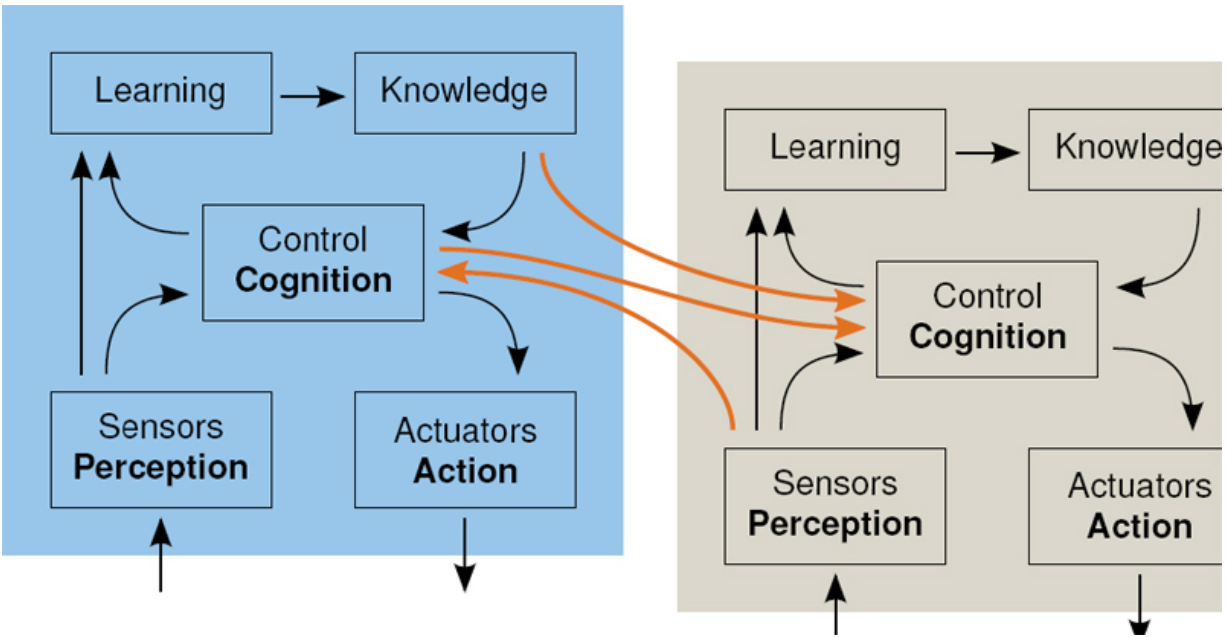 Learning
Knowledge
Control
Cognition
Sensors
Perception
Actuators
Action
Learning
Knowledge
Control
Cognition
Sensors
Perception
Actuators
Action